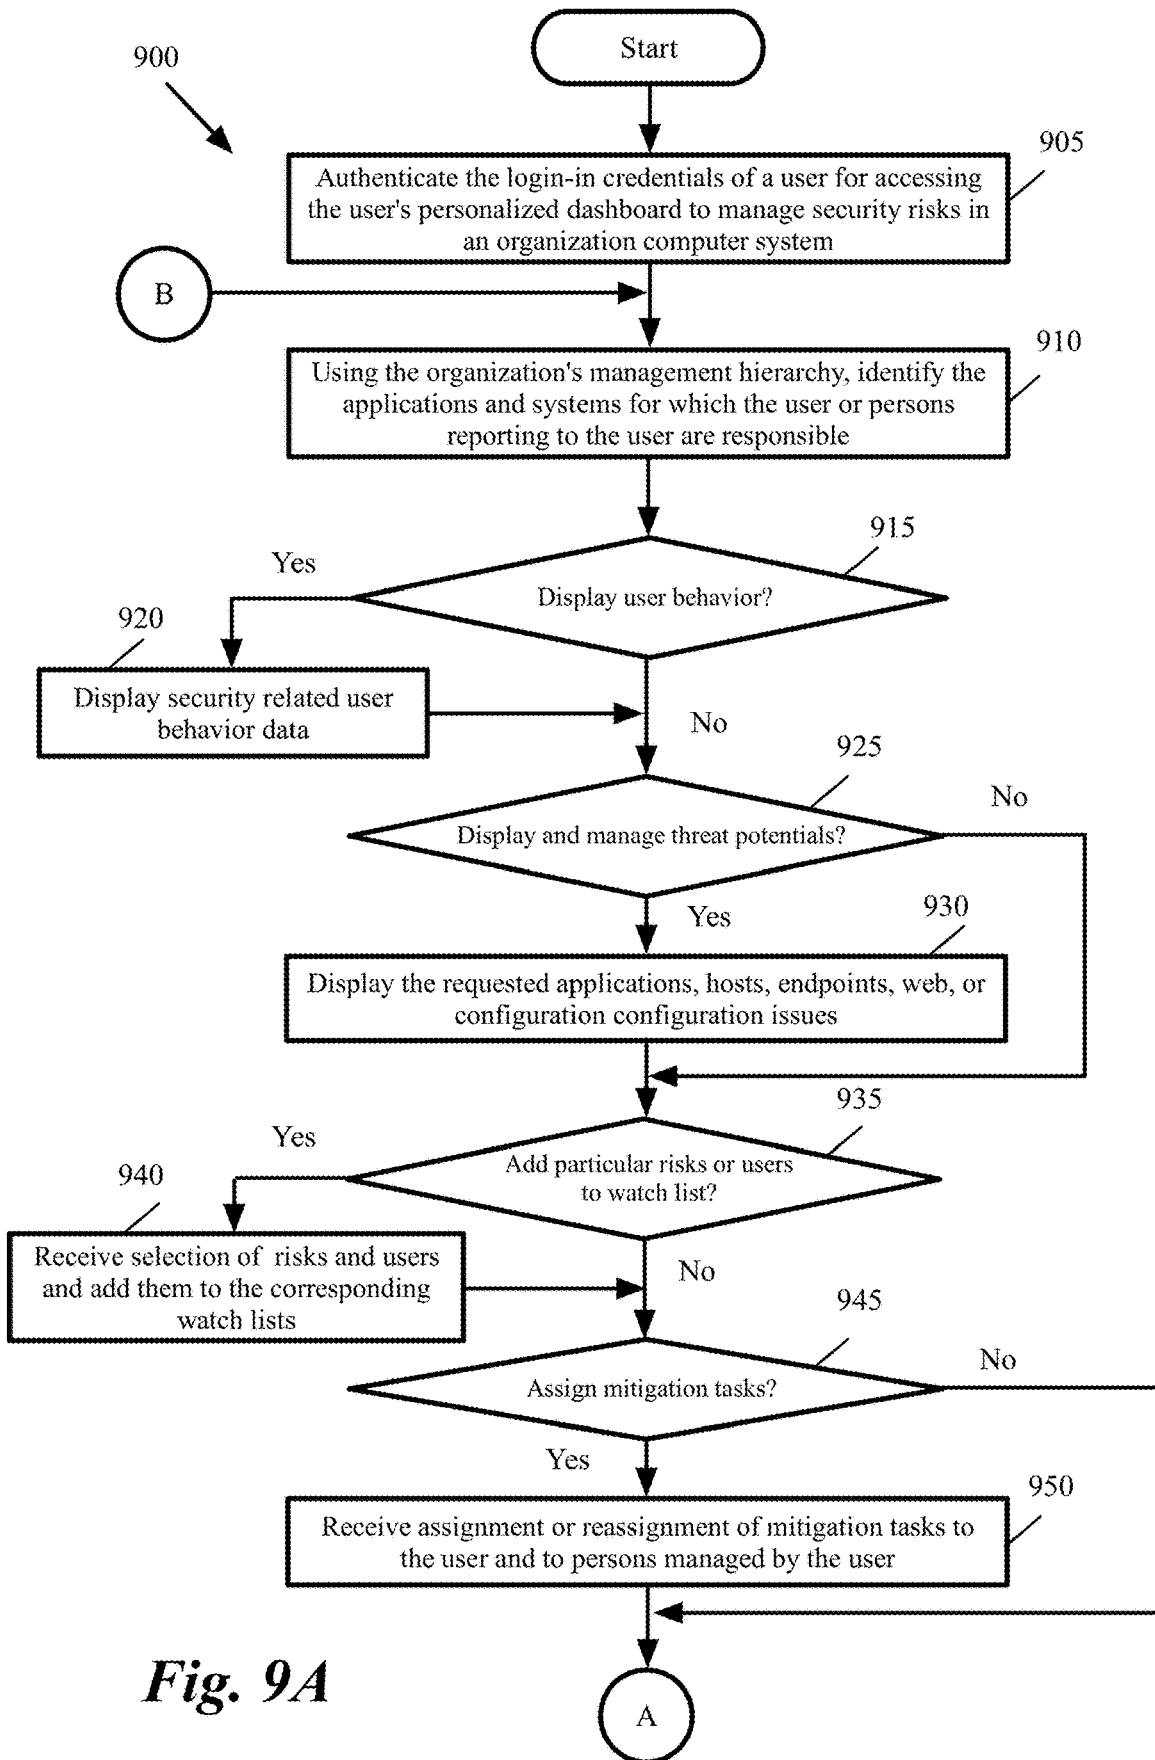 Start
900
905
Authenticate the login-in credentials of a user for accessing
the user's personalized dashboard to manage security risks in
an organization computer system
B
910
Using the organization's management hierarchy, identify the
applications and systems for which the user or persons
reporting to the user are responsible
915
Yes
Display user behavior?
920
Display security related user
behavior data
No
925
No
Display and manage threat potentials?
Yes
930
Display the requested applications, hosts, endpoints, web, or
configuration configuration issues
935
Yes
Add particular risks or users
to watch list?
940
Receive selection of risks and users
and add them to the corresponding
watch lists
No
945
No
Assign mitigation tasks?
Yes
950
Receive assignment or reassignment of mitigation tasks to
the user and to persons managed by the user
Fig. 9A
A